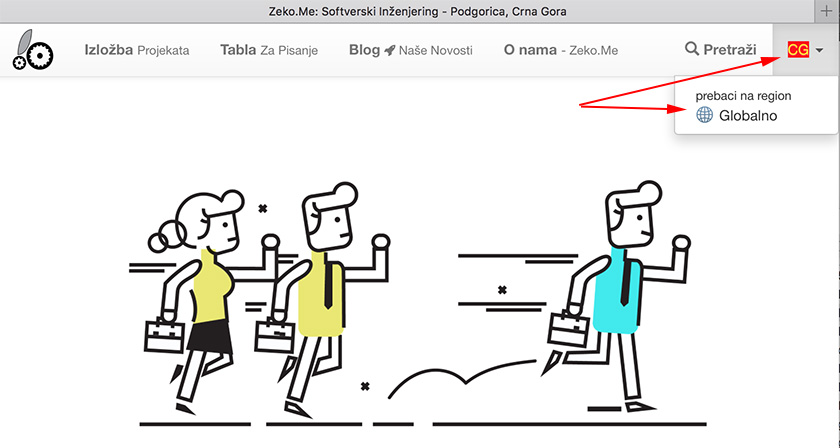 Zeko.Me: Softverski Inženjering - Podgorica, Crna Gora
Izložba Projekata Tabla Za Pisanje Blog Naše Novosti O nama - Zeko.Me Pretraži CG
prebaci na region
Globalno